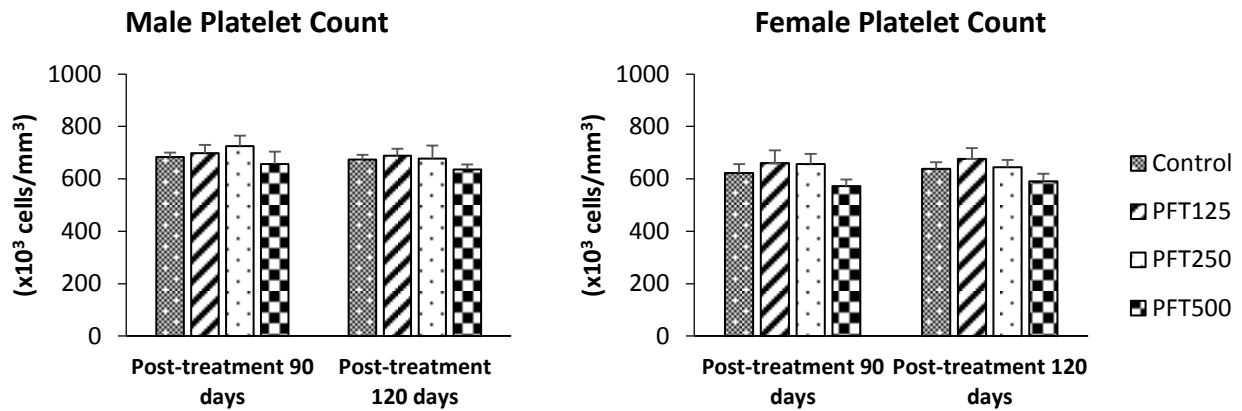 Male Platelet Count
(x10³ cells/mm³)
1000
800
600
400
200
0
Post-treatment 90
days
Post-treatment
120 days
Female Platelet Count
(x10³ cells/mm³)
1000
800
600
400
200
0
Post-treatment 90
days
Post-treatment 120
days
Control
PFT125
PFT250
PFT500